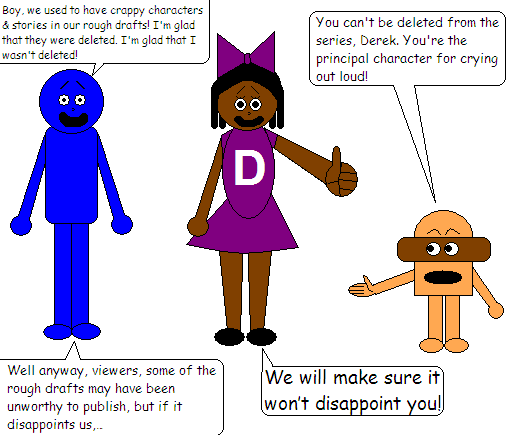 Boy, we used to have crappy characters
& stories in our rough drafts! I'm glad
that they were deleted. I'm glad that I
wasn't deleted!
You can't be deleted from the
series, Derek. You're the
principal character for crying
out loud!
D
Well anyway, viewers, some of the
rough drafts may have been
unworthy to publish, but if it
disappoints us,..
We will make sure it
won't disappoint you!